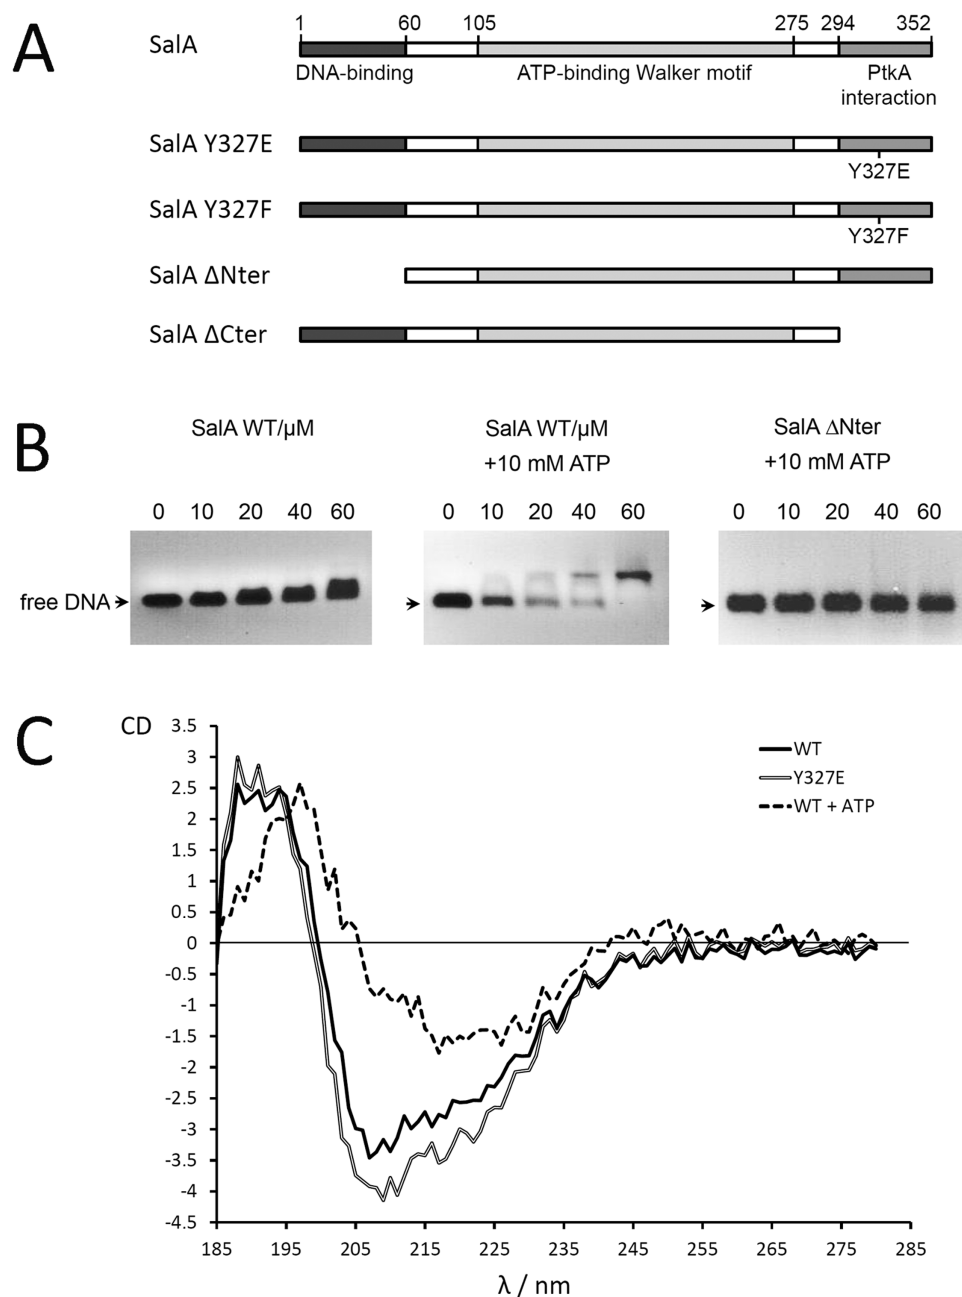 A
1 60 105 275 294 352
SalA
DNA-binding ATP-binding Walker motif PtkA
interaction
SalA Y327E
Y327E
SalA Y327F
Y327F
SalA ΔNter
SalA ΔCter
B
SalA WT/µM
0 10 20 40 60
free DNA
SalA WT/µM
+10 mM ATP
0 10 20 40 60
SalA ΔNter
+10 mM ATP
0 10 20 40 60
C
CD
3.5
3
2.5
2
1.5
1
0.5
0
-0.5
-1
-1.5
-2
-2.5
-3
-3.5
-4
-4.5
WT
Y327E
WT + ATP
185 195 205 215 225 235 245 255 265 275 285
λ / nm